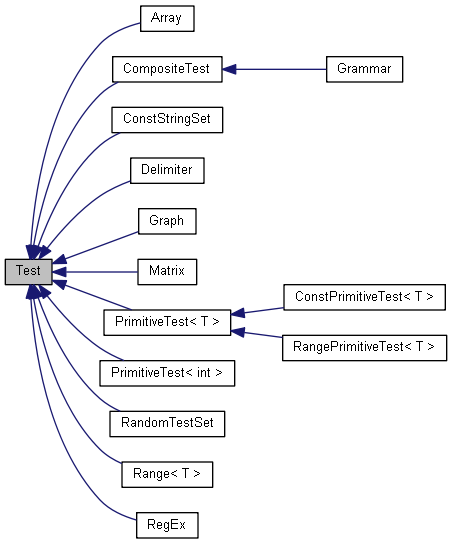 Array
CompositeTest
Grammar
ConstStringSet
Delimiter
Graph
Test
Matrix
ConstPrimitiveTest< T >
PrimitiveTest< T >
RangePrimitiveTest< T >
PrimitiveTest< int >
RandomTestSet
Range< T >
RegEx